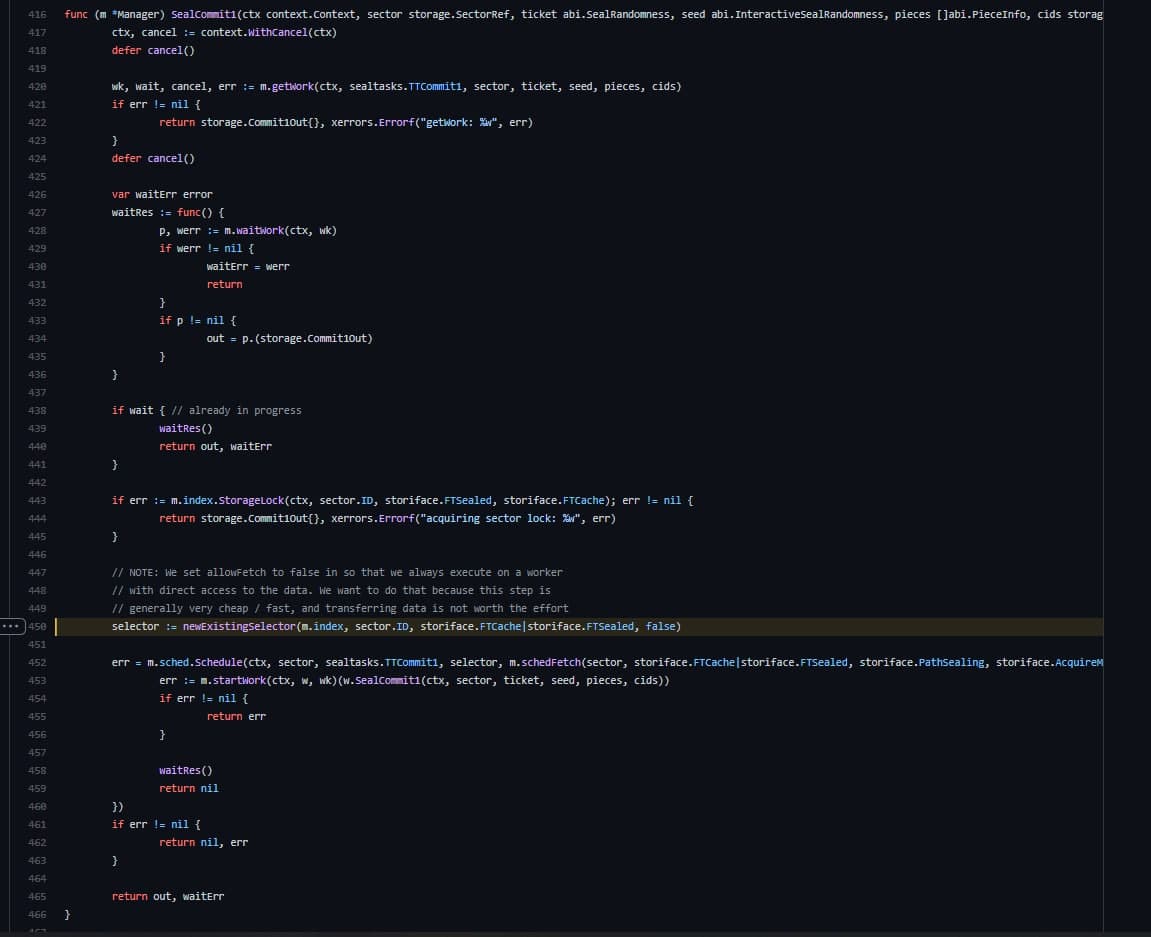 416 func (m *Manager) SealCommit1(ctx context.Context, sector storage.SectorRef, ticket abi.SealRandomness, seed abi.InteractiveSealRandomness, pieces []abi.PieceInfo, cids storag
417 ctx, cancel := context.WithCancel(ctx)
418 defer cancel()
419
420 wk, wait, cancel, err := m.getWork(ctx, sealtasks.TTCommit1, sector, ticket, seed, pieces, cids)
421 if err != nil {
422 return storage.Commit1Out{}, xerrors.Errorf("getWork: %w", err)
423 }
424 defer cancel()
425
426 var waitErr error
427 waitRes := func() {
428 p, werr := m.waitWork(ctx, wk)
429 if werr != nil {
430 waitErr = werr
431 return
432 }
433 if p != nil {
434 out = p.(storage.Commit1Out)
435 }
436 }
437
438 if wait { // already in progress
439 waitRes()
440 return out, waitErr
441 }
442
443 if err := m.index.StorageLock(ctx, sector.ID, storiface.FTSealed, storiface.FTCache); err != nil {
444 return storage.Commit1Out{}, xerrors.Errorf("acquiring sector lock: %w", err)
445 }
446
447 // NOTE: We set allowFetch to false in so that we always execute on a worker
448 // with direct access to the data. We want to do that because this step is
449 // generally very cheap / fast, and transferring data is not worth the effort
··· 450 selector := newExistingSelector(m.index, sector.ID, storiface.FTCache|storiface.FTSealed, false)
451
452 err = m.sched.Schedule(ctx, sector, sealtasks.TTCommit1, selector, m.schedFetch(sector, storiface.FTCache|storiface.FTSealed, storiface.PathSealing, storiface.AcquireM
453 err := m.startWork(ctx, w, wk)(w.SealCommit1(ctx, sector, ticket, seed, pieces, cids))
454 if err != nil {
455 return err
456 }
457
458 waitRes()
459 return nil
460 })
461 if err != nil {
462 return nil, err
463 }
464
465 return out, waitErr
466 }